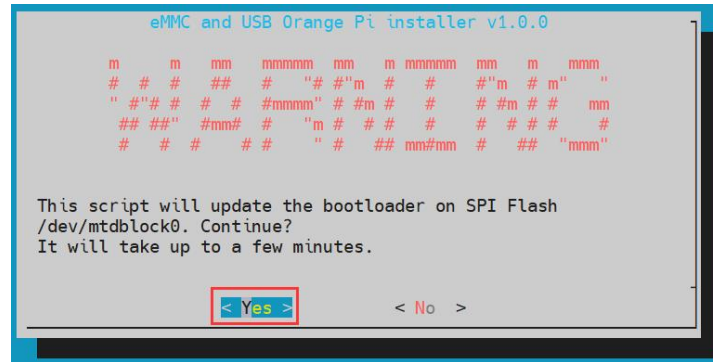 eMMC and USB Orange Pi installer v1.0.0
WARNING
This script will update the bootloader on SPI Flash
/dev/mtdblock0. Continue?
It will take up to a few minutes.
< Yes > < No >